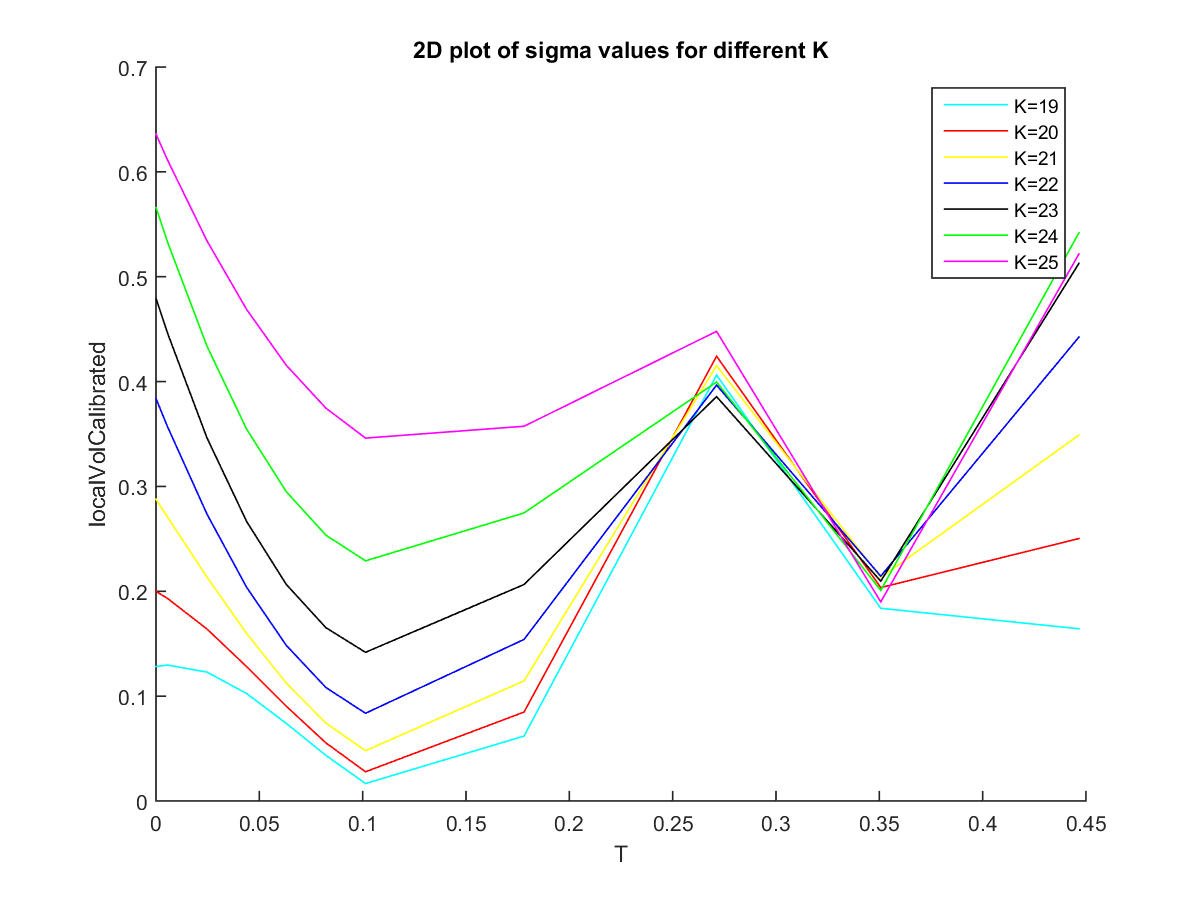 2D plot of sigma values for different K
0.7
0.6
0.5
0.4
0.3
0.2
0.1
0
localVolCalibrated
K=19
K=20
K=21
K=22
K=23
K=24
K=25
0 0.05 0.1 0.15 0.2 0.25 0.3 0.35 0.4 0.45
T